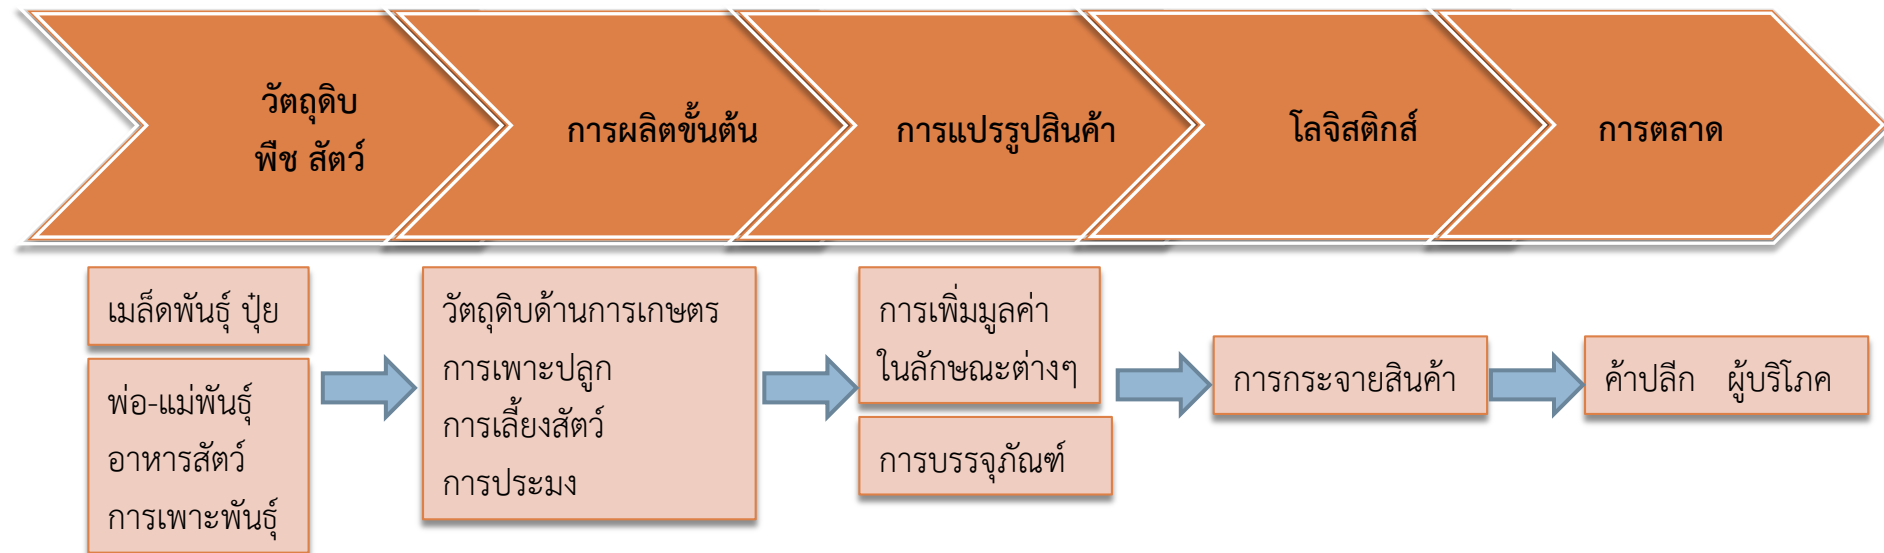 วัตถุดิบ
พืช สัตว์
การผลิตขั้นต้น
การแปรรูปสินค้า
โลจิสติกส์
การตลาด
เมล็ดพันธุ์ ปุ๋ย
พ่อ-แม่พันธุ์
อาหารสัตว์
การเพาะพันธุ์
วัตถุดิบด้านการเกษตร
การเพาะปลูก
การเลี้ยงสัตว์
การประมง
การเพิ่มมูลค่า
ในลักษณะต่างๆ
การบรรจุภัณฑ์
การกระจายสินค้า
ค้าปลีก ผู้บริโภค